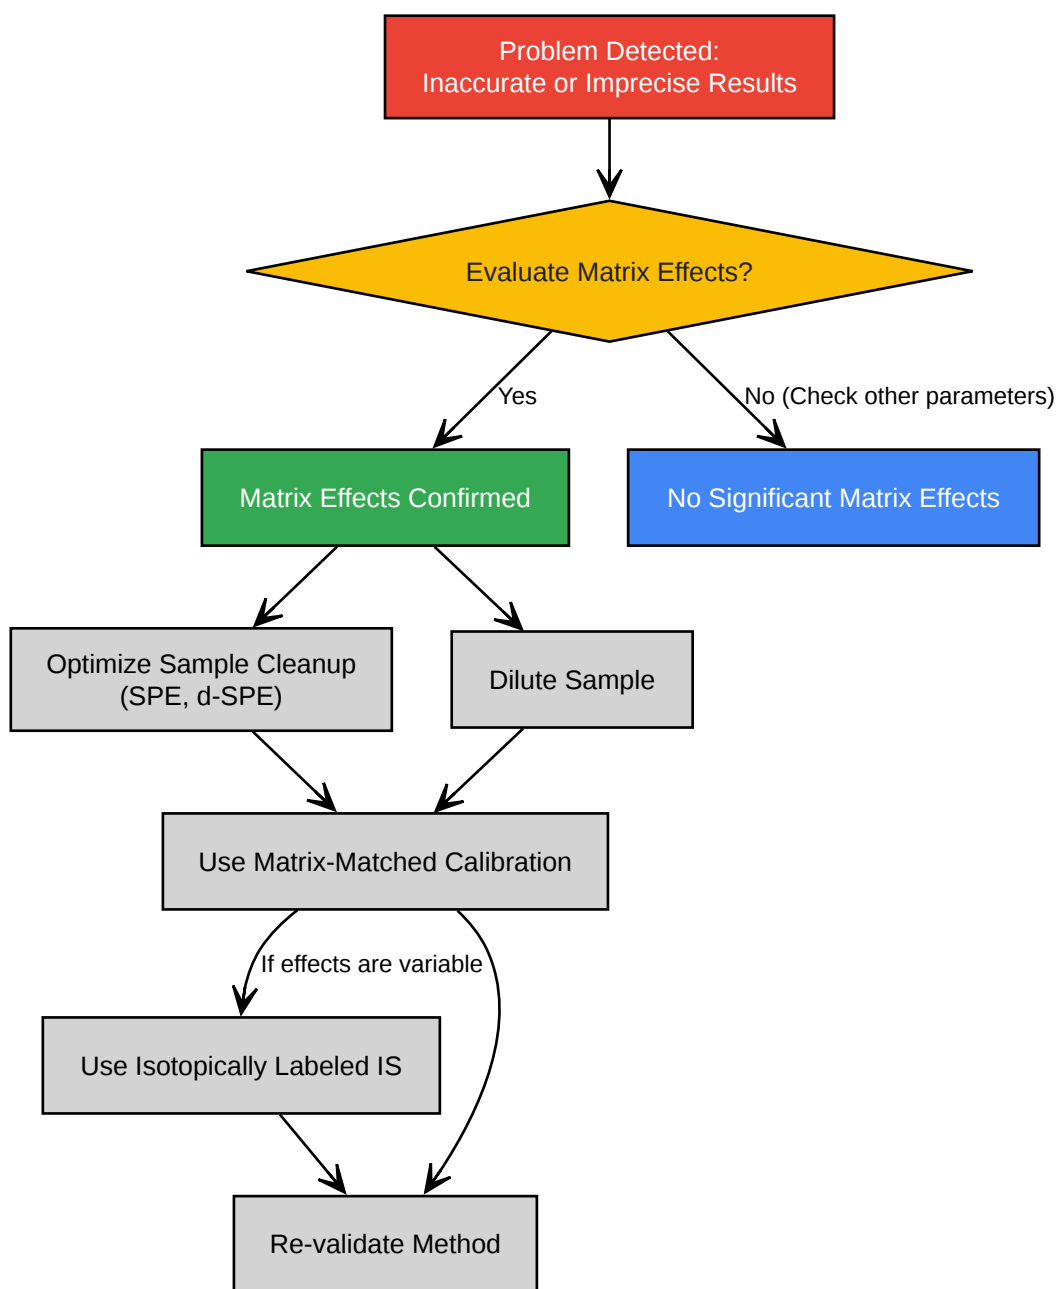 Problem Detected:
Inaccurate or Imprecise Results
Evaluate Matrix Effects?
Yes
No (Check other parameters)
Matrix Effects Confirmed
No Significant Matrix Effects
Optimize Sample Cleanup
(SPE, d-SPE)
Dilute Sample
Use Matrix-Matched Calibration
If effects are variable
Use Isotopically Labeled IS
Re-validate Method